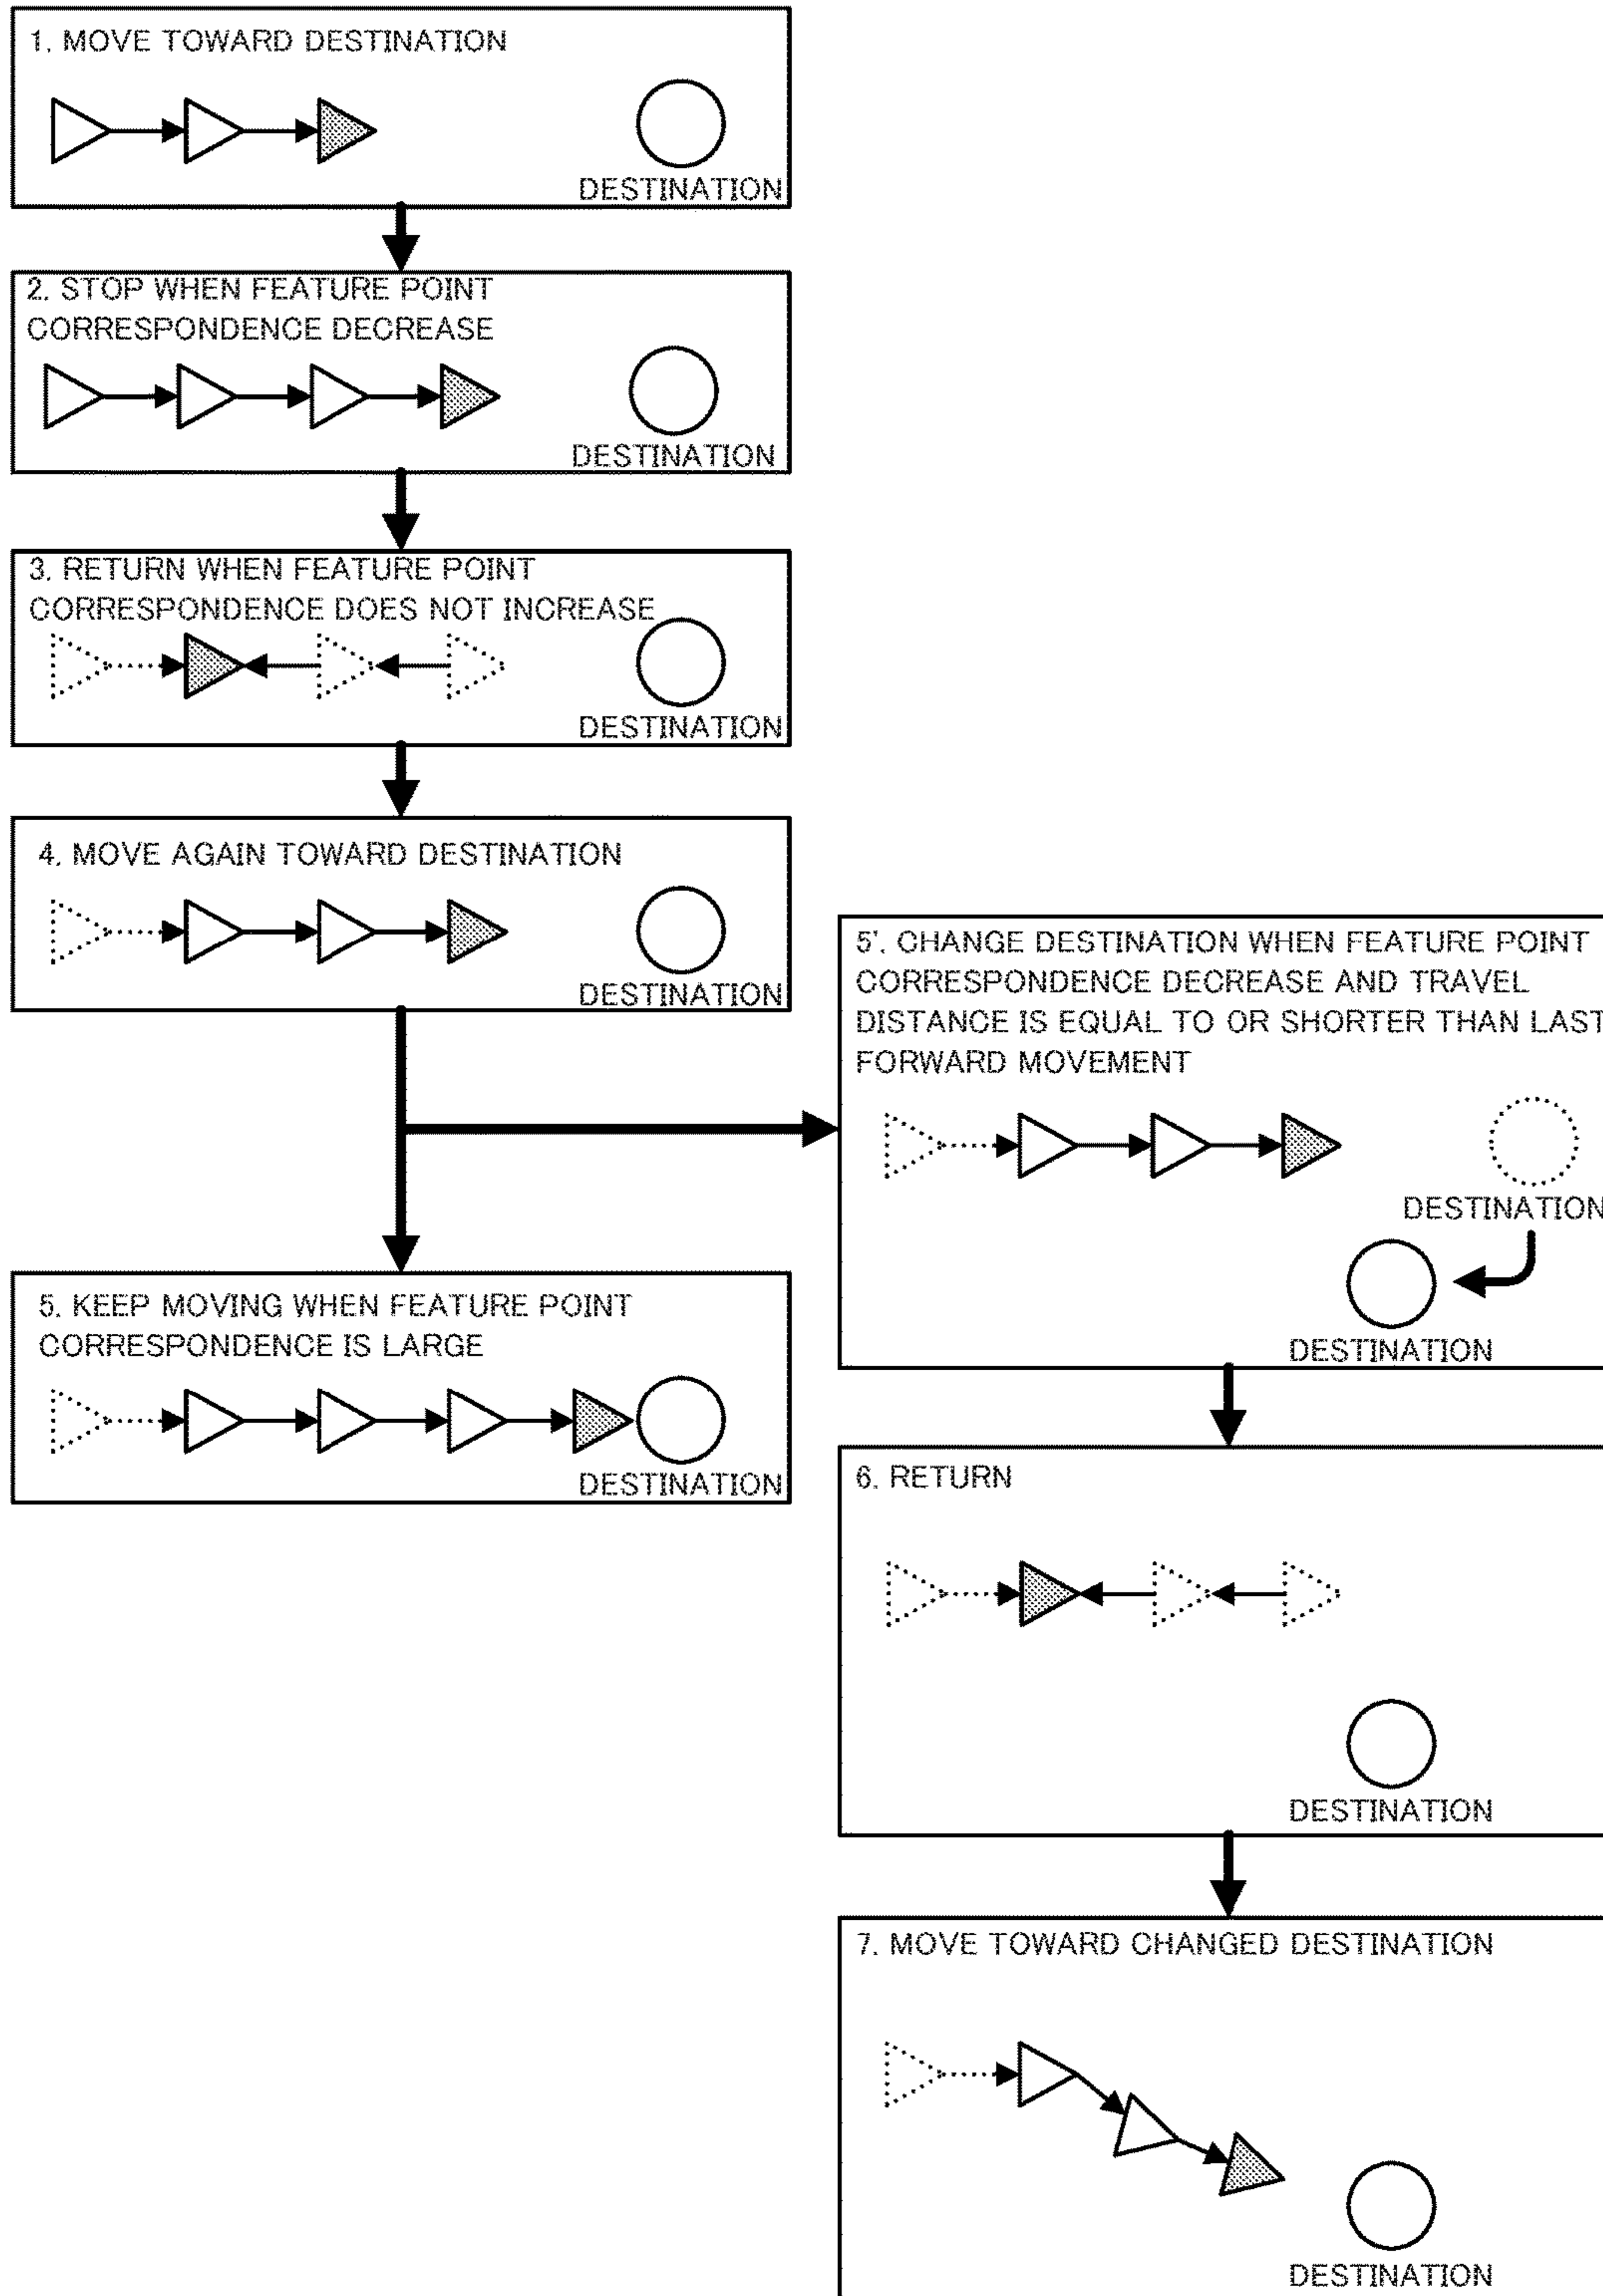 1. MOVE TOWARD DESTINATION
DESTINATION
2. STOP WHEN FEATURE POINT
CORRESPONDENCE DECREASE
DESTINATION
3. RETURN WHEN FEATURE POINT
CORRESPONDENCE DOES NOT INCREASE
DESTINATION
4. MOVE AGAIN TOWARD DESTINATION
DESTINATION
5. KEEP MOVING WHEN FEATURE POINT
CORRESPONDENCE IS LARGE
DESTINATION
5'. CHANGE DESTINATION WHEN FEATURE POINT
CORRESPONDENCE DECREASE AND TRAVEL
DISTANCE IS EQUAL TO OR SHORTER THAN LAST
FORWARD MOVEMENT
DESTINATION
DESTINATION
6. RETURN
DESTINATION
7. MOVE TOWARD CHANGED DESTINATION
DESTINATION